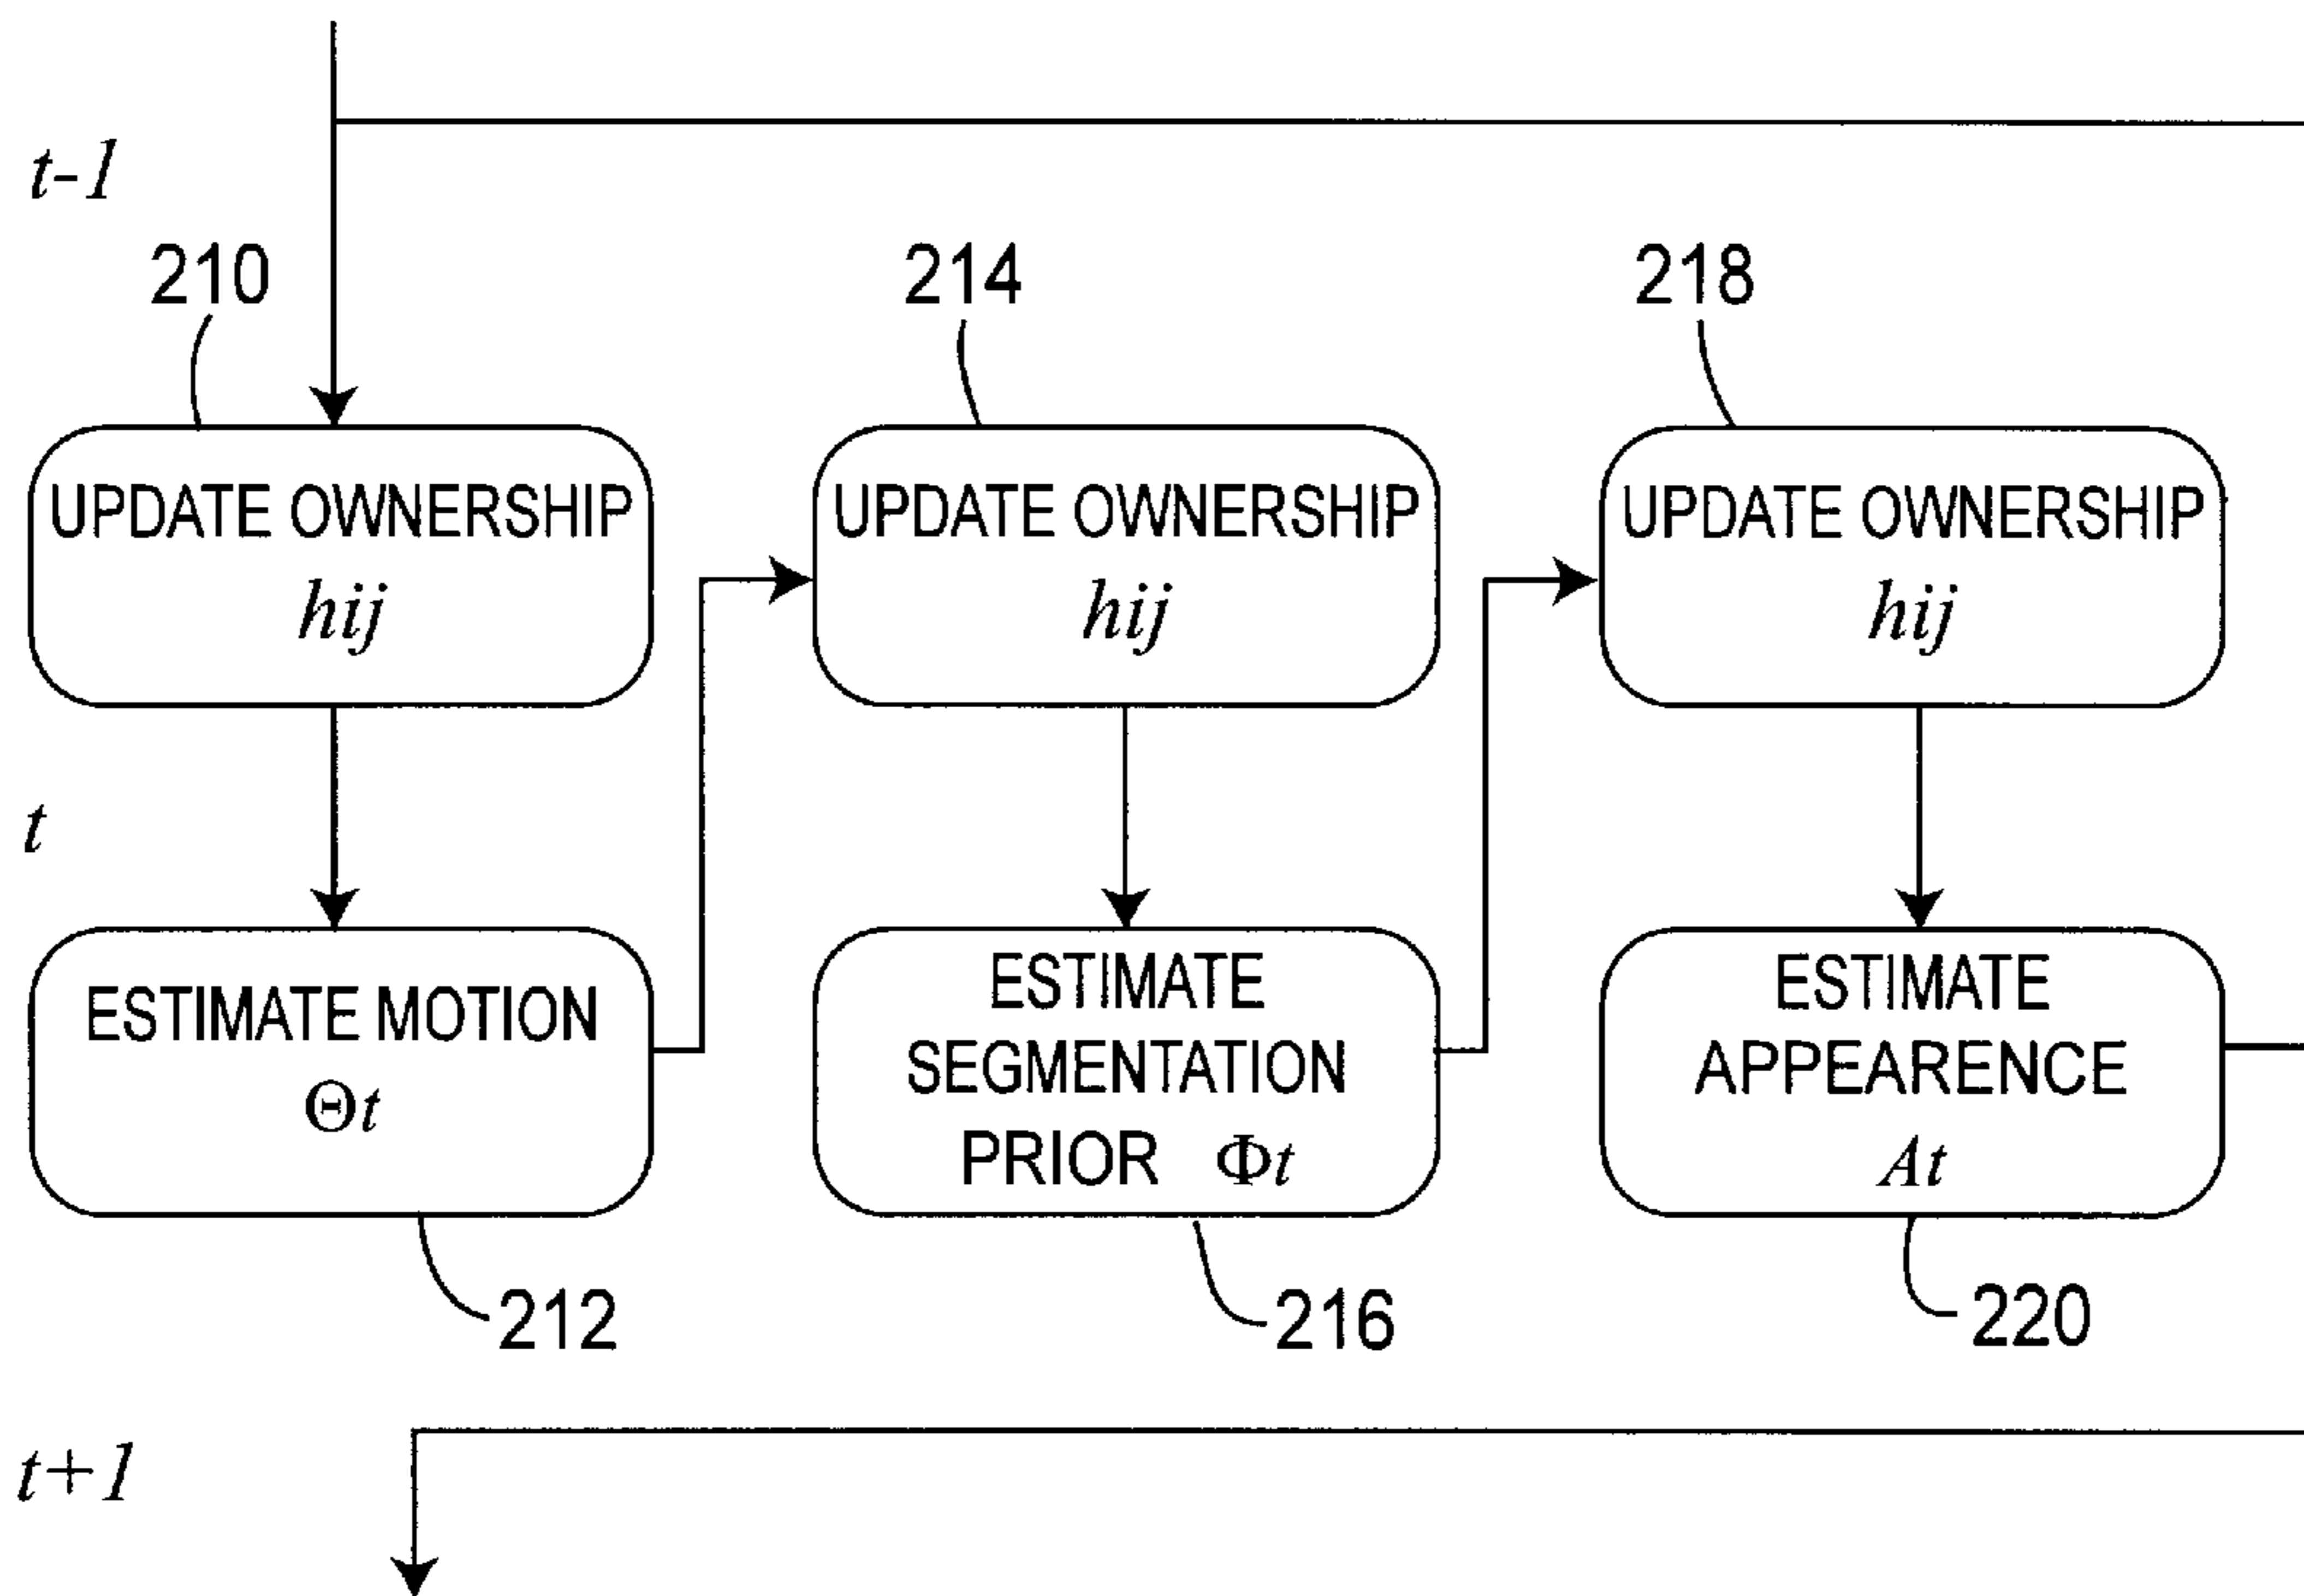 t-1
210
214
218
UPDATE OWNERSHIP
hij
UPDATE OWNERSHIP
hij
UPDATE OWNERSHIP
hij
t
ESTIMATE MOTION
Θt
ESTIMATE
SEGMENTATION
PRIOR Φt
ESTIMATE
APPEARENCE
At
212
216
220
t+1